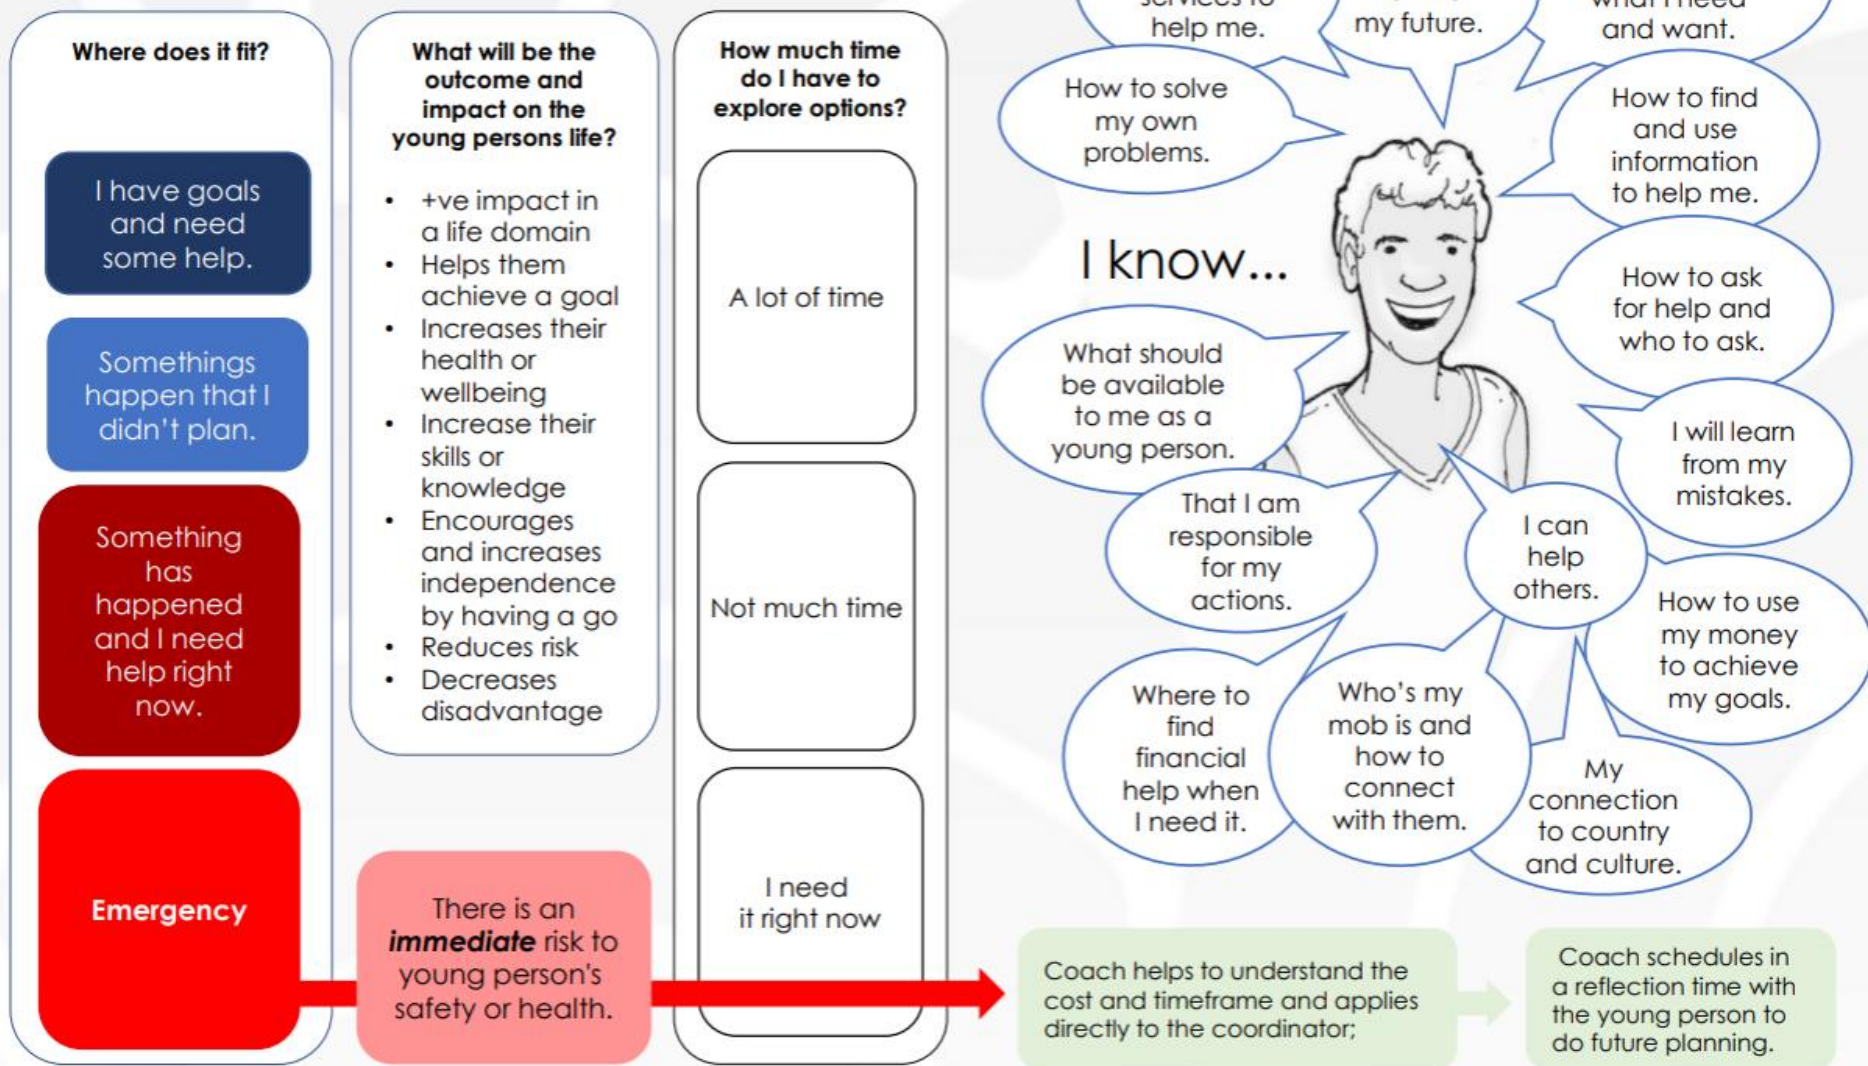 Where does it fit?
I have goals
and need
some help.
Somethings
happen that I
didn't plan.
Something
has
happened
and I need
help right
now.
Emergency
What will be the
outcome and
impact on the
young persons life?
• +ve impact in
a life domain
• Helps them
achieve a goal
• Increases their
health or
wellbeing
• Increase their
skills or
knowledge
• Encourages
and increases
independence
by having a go
• Reduces risk
• Decreases
disadvantage
There is an
immediate risk to
young person's
safety or health.
How much time
do I have to
explore options?
A lot of time
Not much time
I need
it right now
help me.
my future.
and want.
How to solve
my own
problems.
How to find
and use
information
to help me.
I know...
How to ask
for help and
who to ask.
What should
be available
to me as a
young person.
I will learn
from my
mistakes.
That I am
responsible
for my
actions.
I can
help
others.
How to use
my money
to achieve
my goals.
Where to
find
financial
help when
I need it.
Who's my
mob is and
how to
connect
with them.
My
connection
to country
and culture.
Coach helps to understand the
cost and timeframe and applies
directly to the coordinator;
Coach schedules in
a reflection time with
the young person to
do future planning.